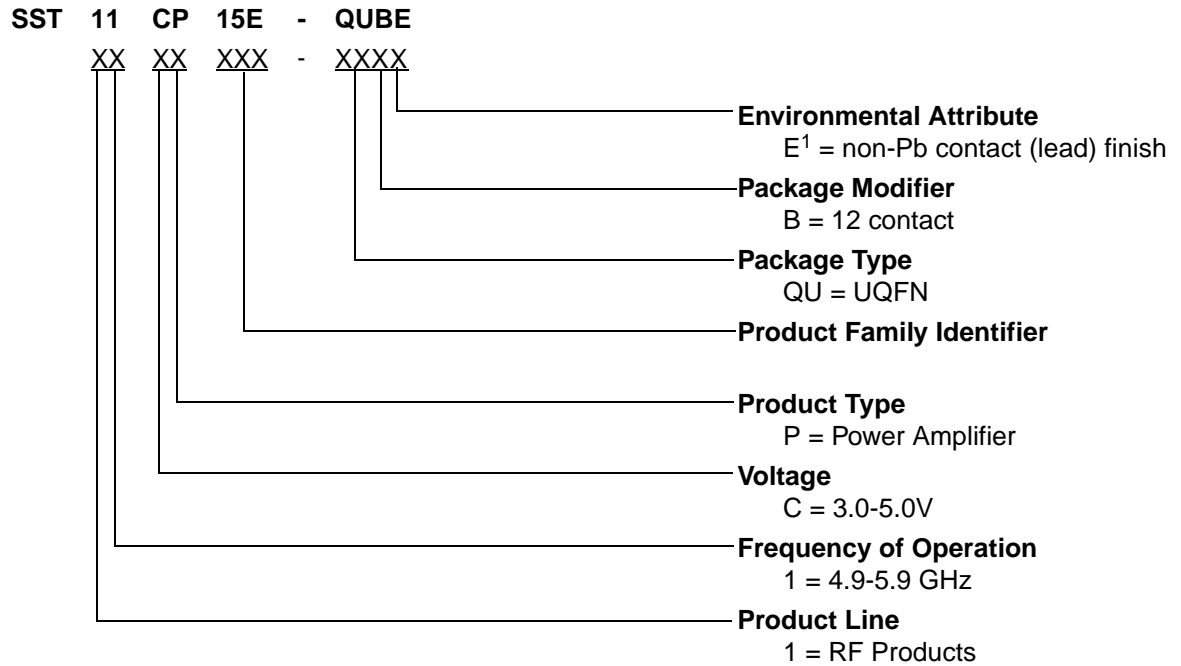 SST 11 CP 15E - QUBE
XX XX XXX - XXXX
Environmental Attribute
E1 = non-Pb contact (lead) finish
Package Modifier
B = 12 contact
Package Type
QU = UQFN
Product Family Identifier
Product Type
P = Power Amplifier
Voltage
C = 3.0-5.0V
Frequency of Operation
1 = 4.9-5.9 GHz
Product Line
1 = RF Products